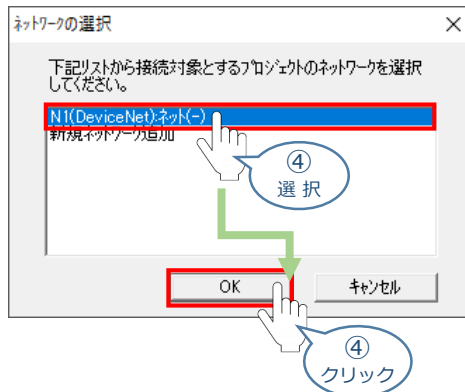 ﾈｯﾄﾜｰｸの選択
下記リストから接続対象とするﾌﾟﾛｼﾞｪｸﾄのネットワークを選択
してください。
N1(DeviceNet):ネット(-)
新規ネットワーク追加
④
選 択
OK
ｷｬﾝｾﾙ
④
クリック